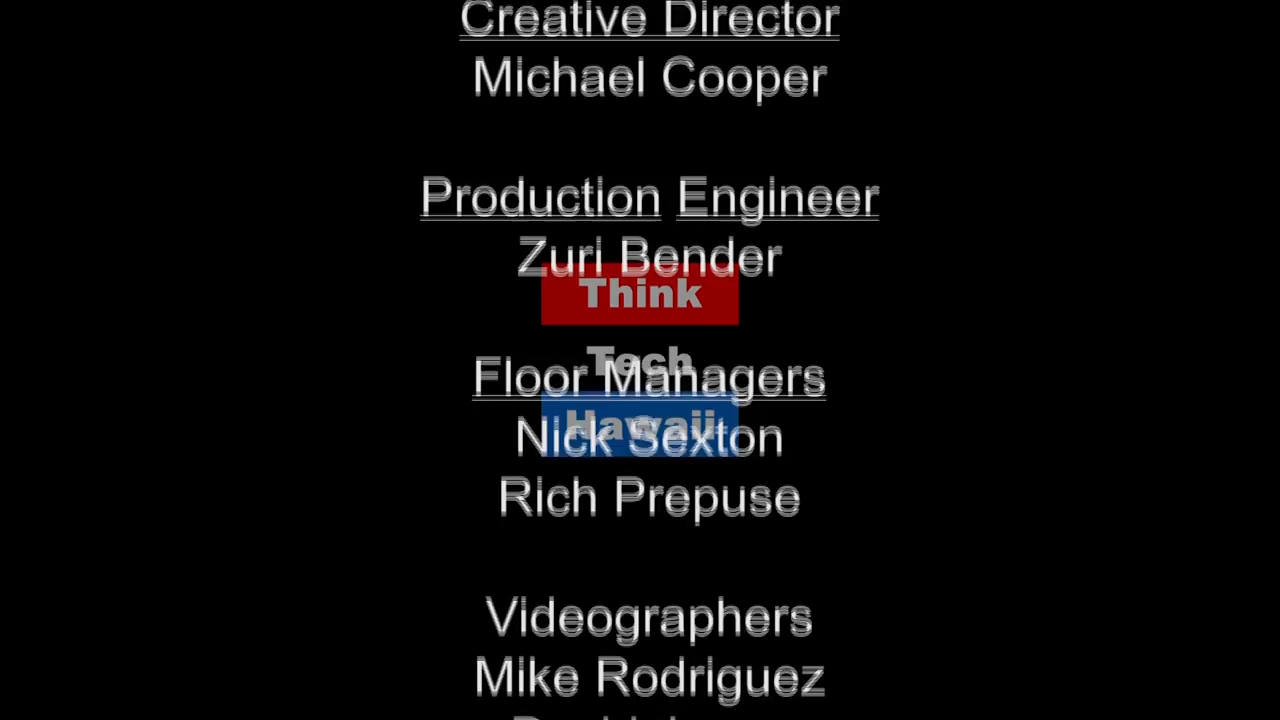 Creative Director
Michael Cooper
Production Engineer
Zuri Bender
Think
Tech
Hawaii
Floor Managers
Nick Sexton
Rich Prepuse
Videographers
Mike Rodriguez